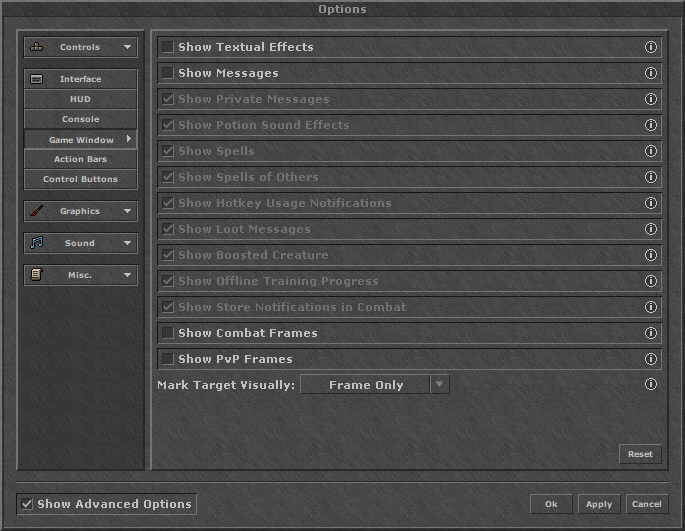 Options
Controls
Interface
HUD
Console
Game Window
Action Bars
Control Buttons
Graphics
Sound
Misc.
Show Textual Effects
Show Messages
Show Private Messages
Show Potion Sound Effects
Show Spells
Show Spells of Others
Show Hotkey Usage Notifications
Show Loot Messages
Show Boosted Creature
Show Offline Training Progress
Show Store Notifications in Combat
Show Combat Frames
Show PvP Frames
Mark Target Visually: Frame Only
Reset
Show Advanced Options
Ok Apply Cancel